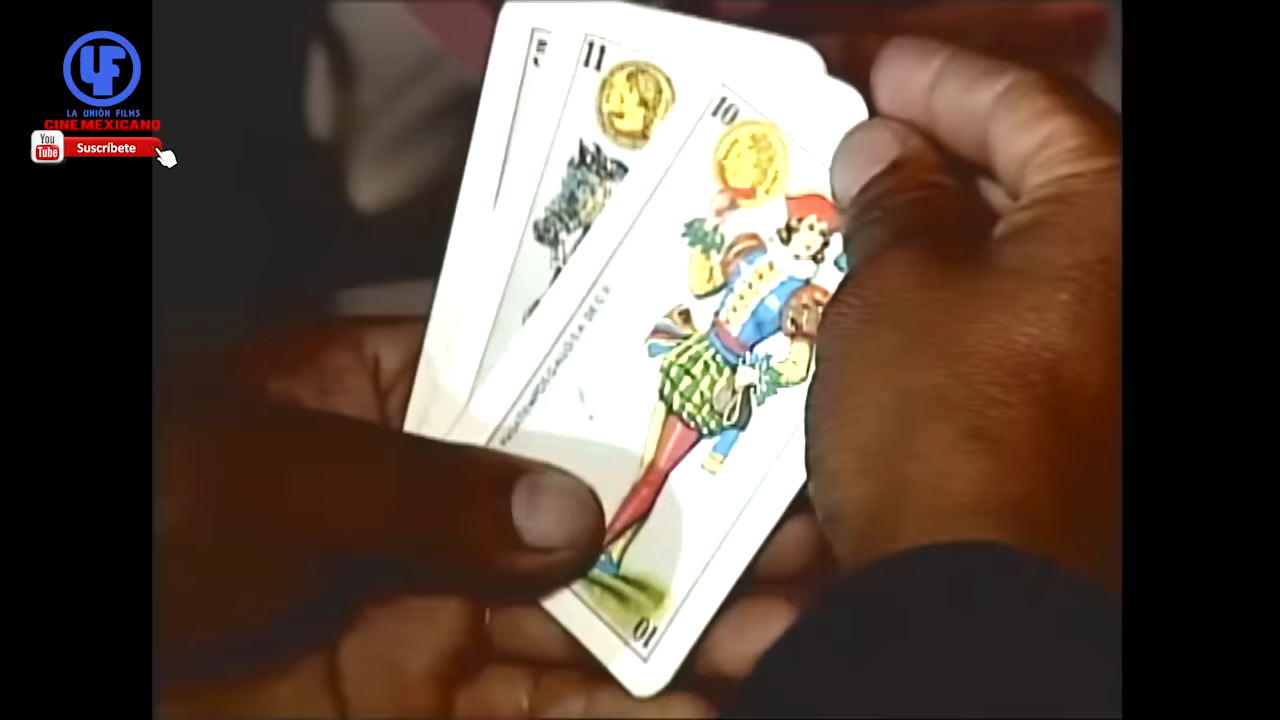 LA UNIÓN FILMS
CINE MEXICANO
You
Tube
Suscríbete
11
10
10